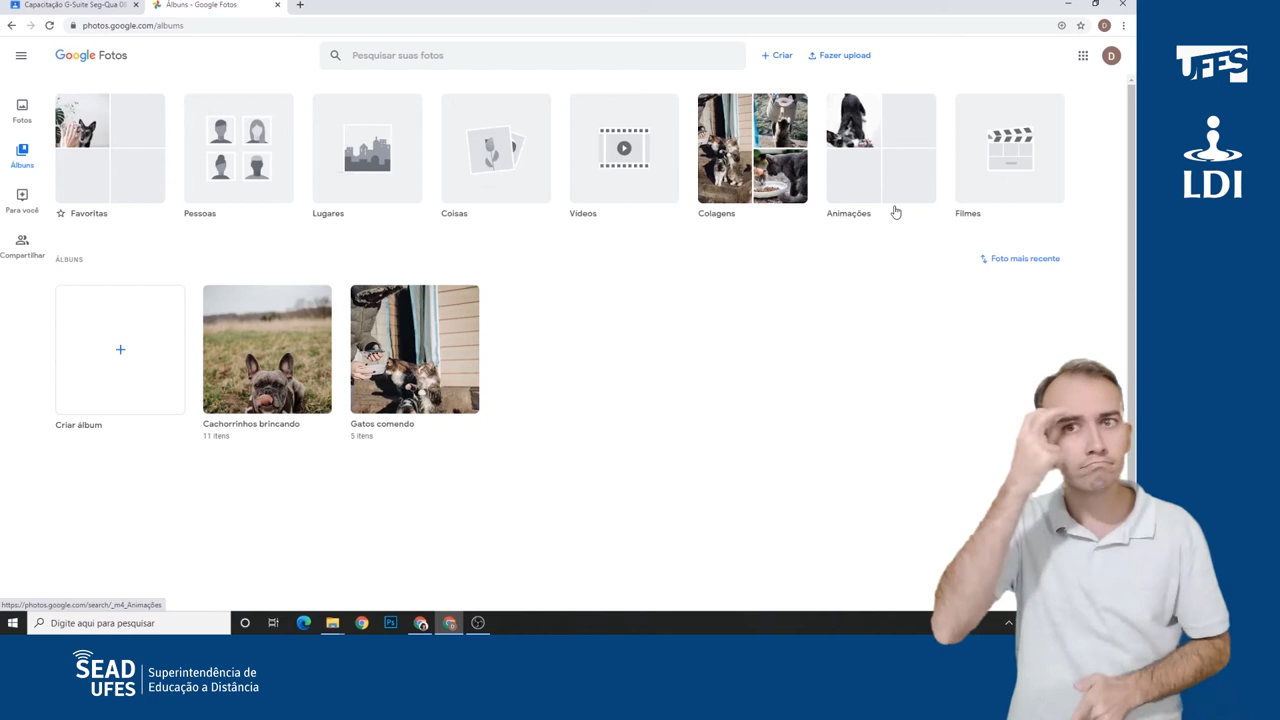 Capacitação G-Suite Seg-Qua 08
Álbuns - Google Fotos
photos.google.com/albums
D
Google Fotos
Pesquisar suas fotos
Criar
Fazer upload
D
Fotos
Álbuns
Para você
Compartilhar
Favoritas
Pessoas
Lugares
Coisas
Vídeos
Colagens
Animações
Filmes
ÁLBUNS
Foto mais recente
Criar álbum
Cachorrinhos brincando
11 itens
Gatos comendo
5 itens
https://photos.google.com/search/_m4_Animações
Digite aqui para pesquisar
Ps
UFES
LDI
SEAD
UFES
Superintendência de
Educação a Distância